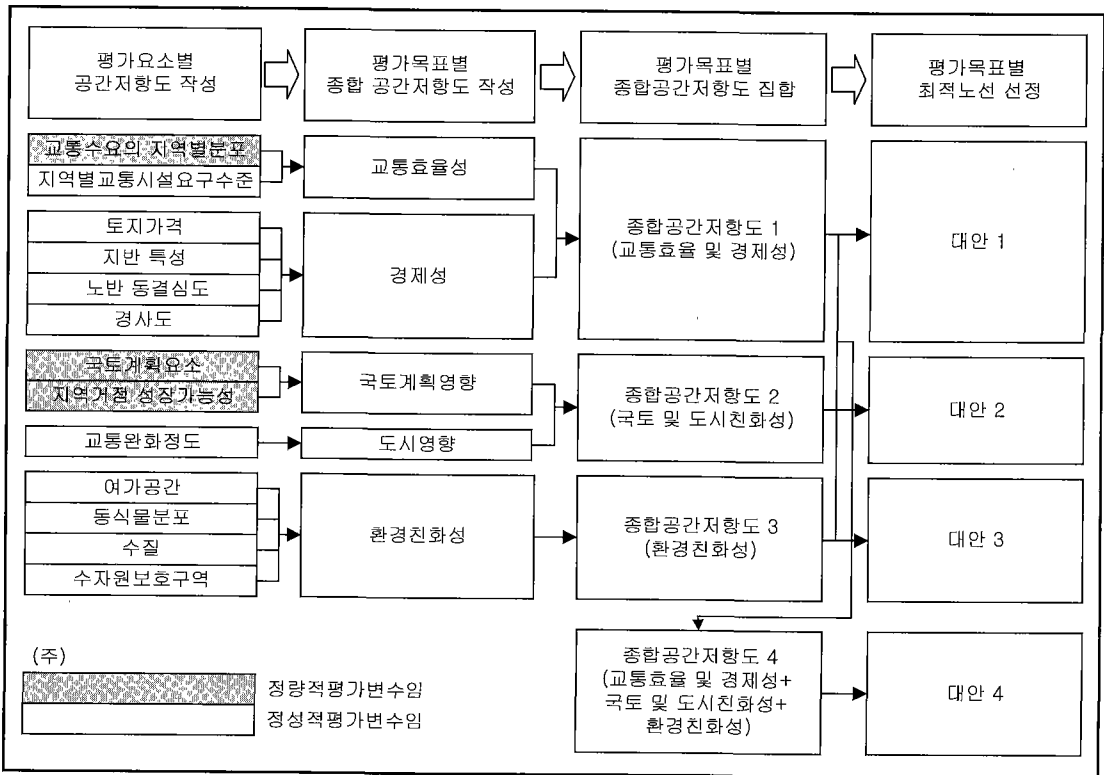 평가요소별
공간저항도 작성
평가목표별
종합 공간저항도 작성
평가목표별
종합공간저항도 집합
평가목표별
최적노선 선정
교통수요의 지역별분포
지역별교통시설요구수준
교통효율성
토지가격
지반 특성
노반 동결심도
경사도
경제성
종합공간저항도 1
(교통효율 및 경제성)
대안 1
국토계획요소
지역거점 성장가능성
국토계획영향
교통완화정도
도시영향
종합공간저항도 2
(국토 및 도시친화성)
대안 2
여가공간
동식물분포
수질
수자원보호구역
환경친화성
종합공간저항도 3
(환경친화성)
대안 3
종합공간저항도 4
(교통효율 및 경제성+
국토 및 도시친화성+
환경친화성)
대안 4
(주)
정량적평가변수임
정성적평가변수임